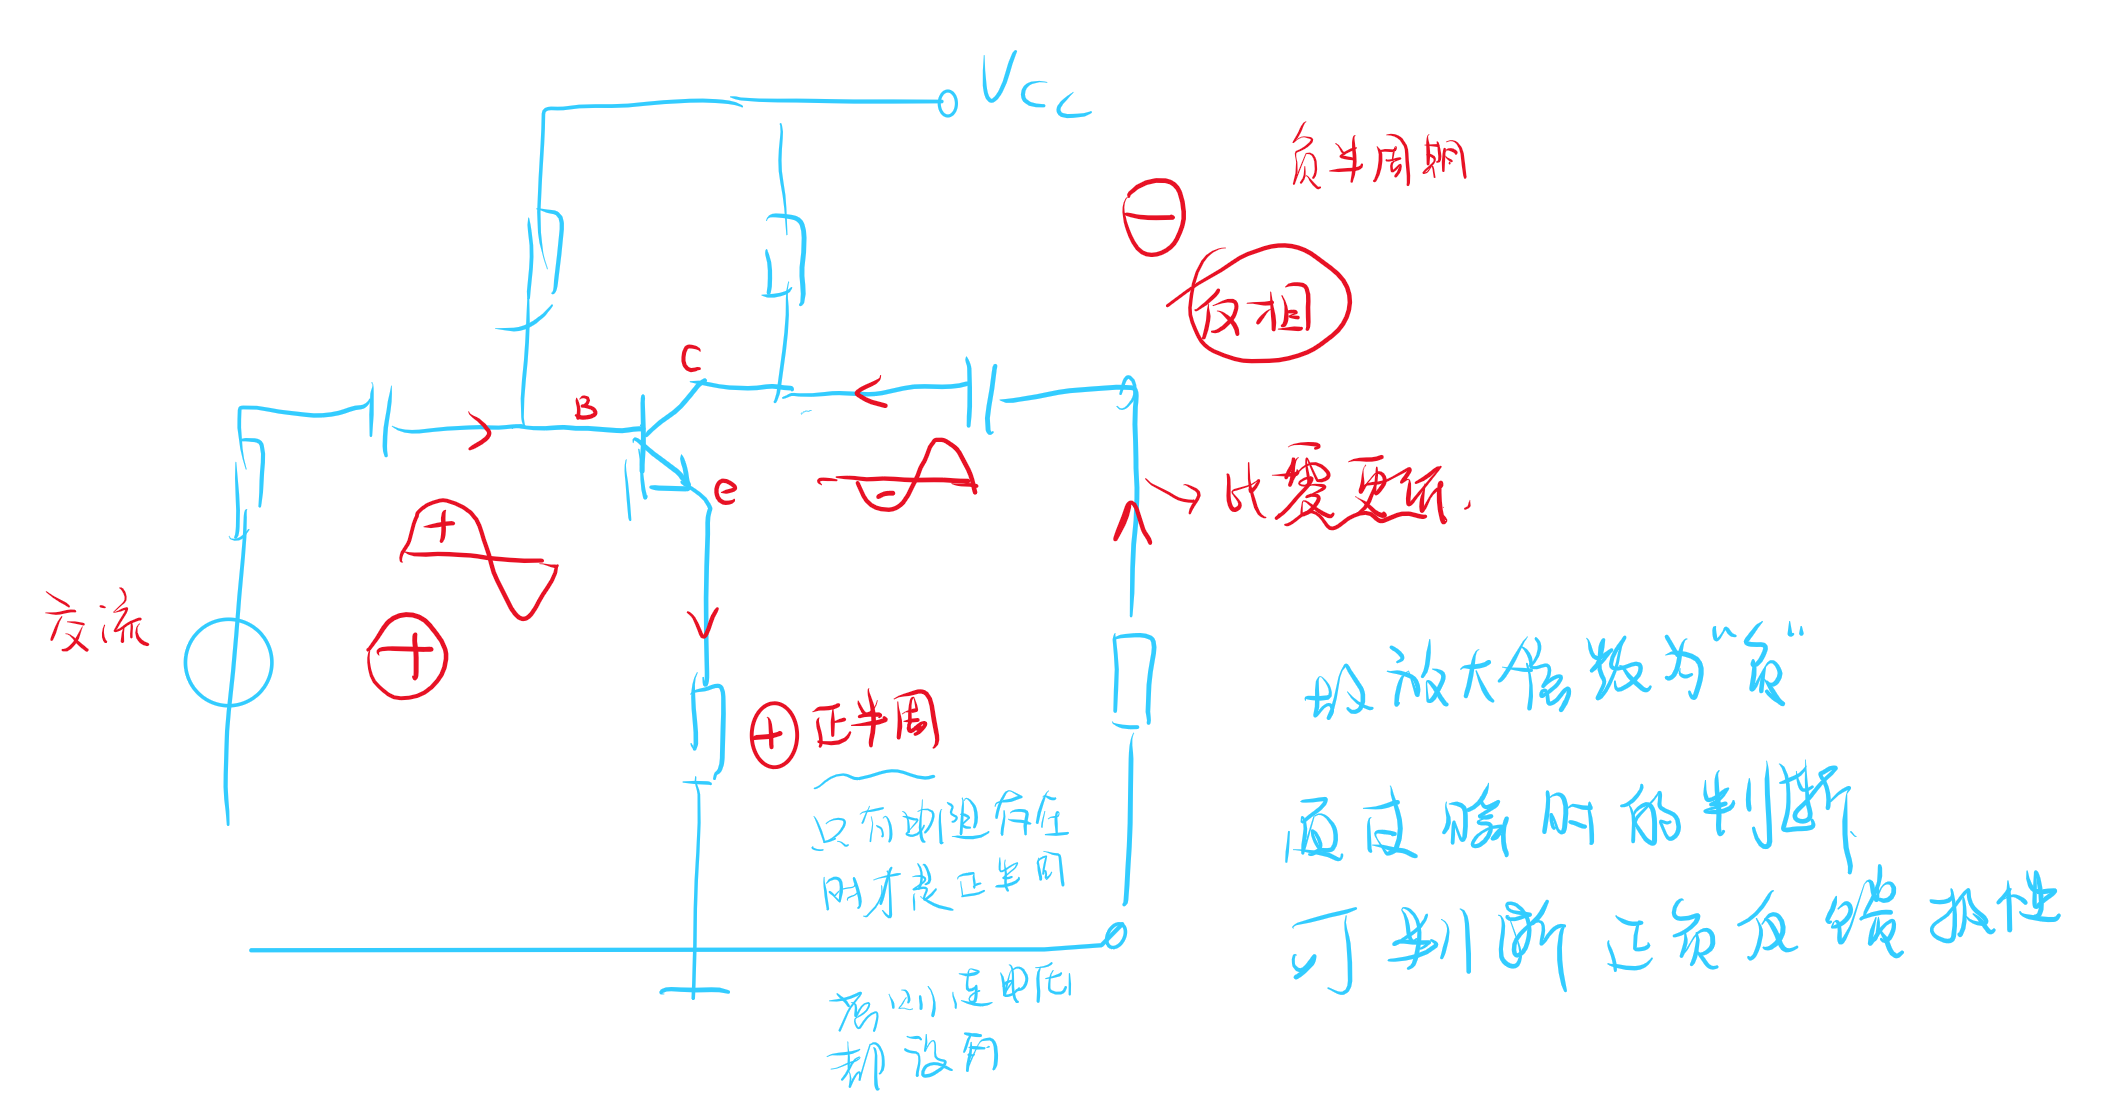 Vcc
负半周期
⊖
反相
C
B
e
→比零更低.
+
-
交流
⊕
⊕正半周
只有电阻存在
时才是正半周
否则连电压
都没有
故放大倍数为“负”
通过瞬时的判断
可判断正负反馈极性